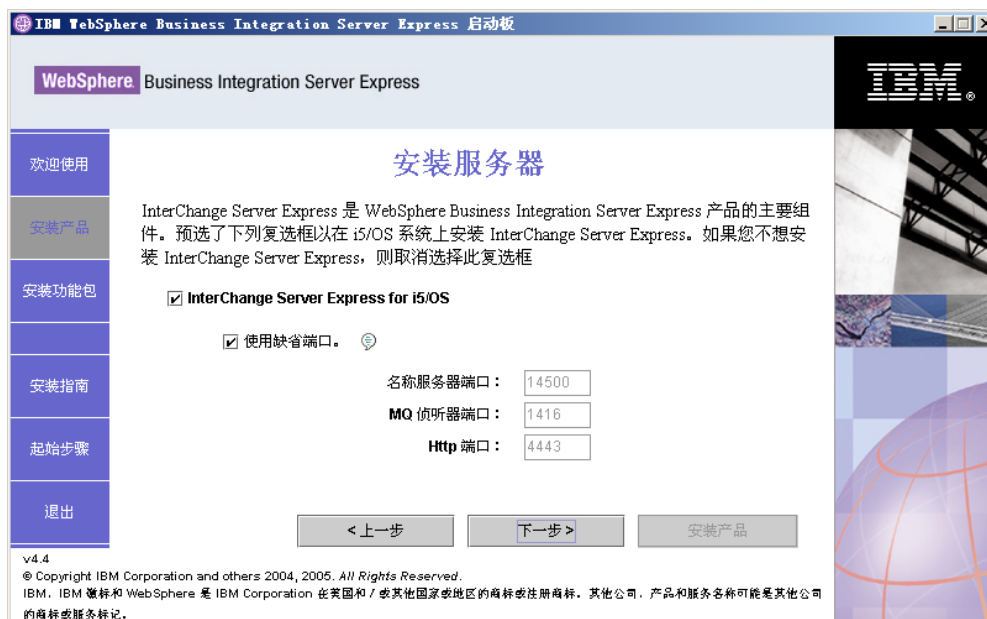 IBM WebSphere Business Integration Server Express 启动板
WebSphere. Business Integration Server Express
IBM®
欢迎使用
安装产品
安装功能包
安装指南
起始步骤
退出
安装服务器
InterChange Server Express 是 WebSphere Business Integration Server Express 产品的主要组
件。预选了下列复选框以在 i5/OS 系统上安装 InterChange Server Express。如果您不想安
装 InterChange Server Express，则取消选择此复选框
InterChange Server Express for i5/OS
使用缺省端口。
名称服务器端口： 14500
MQ 侦听器端口： 1416
Http 端口： 4443
<上一步
下一步>
安装产品
v4.4
© Copyright IBM Corporation and others 2004, 2005. All Rights Reserved.
IBM、IBM 徽标和 WebSphere 是 IBM Corporation 在美国和 / 或其他国家或地区的商标或注册商标。其他公司、产品和服务名称可能是其他公司
的商标或服务标记。